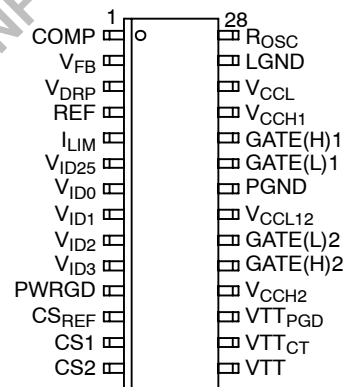 1 28
COMP ROSC
VFB LGND
VDRP VCCL
REF VCCH1
ILIM GATE(H)1
VID25 GATE(L)1
VID0 PGND
VID1 VCCL12
VID2 GATE(L)2
VID3 GATE(H)2
PWRGD VCCH2
CSREF VTTPGD
CS1 VTTCT
CS2 VTT